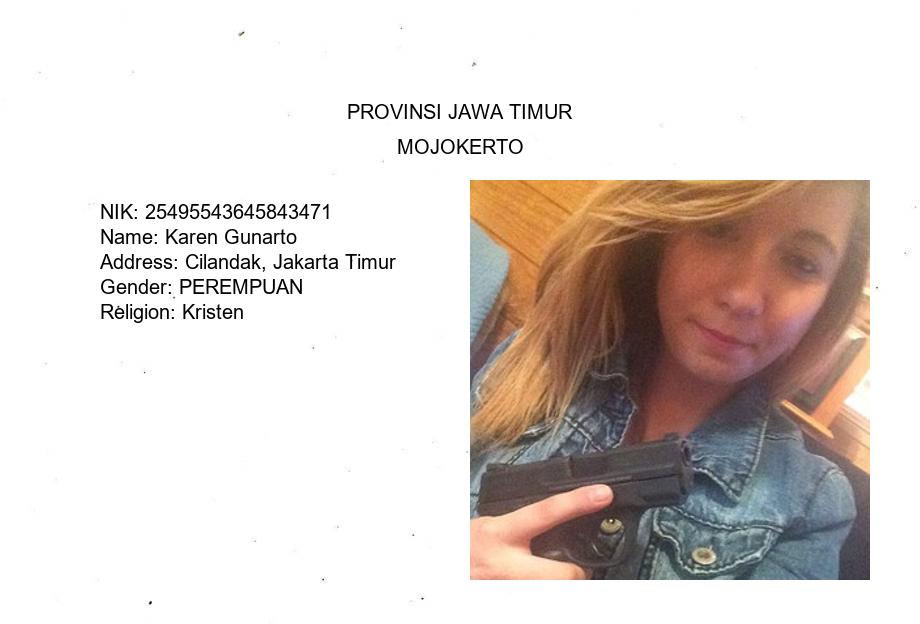 PROVINSI JAWA TIMUR
MOJOKERTO
NIK: 25495543645843471
Name: Karen Gunarto
Address: Cilandak, Jakarta Timur
Gender: PEREMPUAN
Religion: Kristen